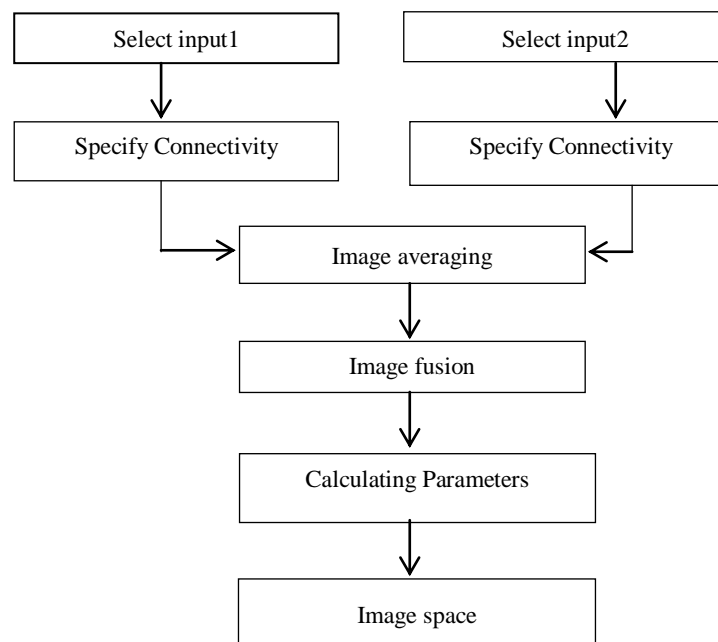 Select input1
Select input2
Specify Connectivity
Specify Connectivity
Image averaging
Image fusion
Calculating Parameters
Image space